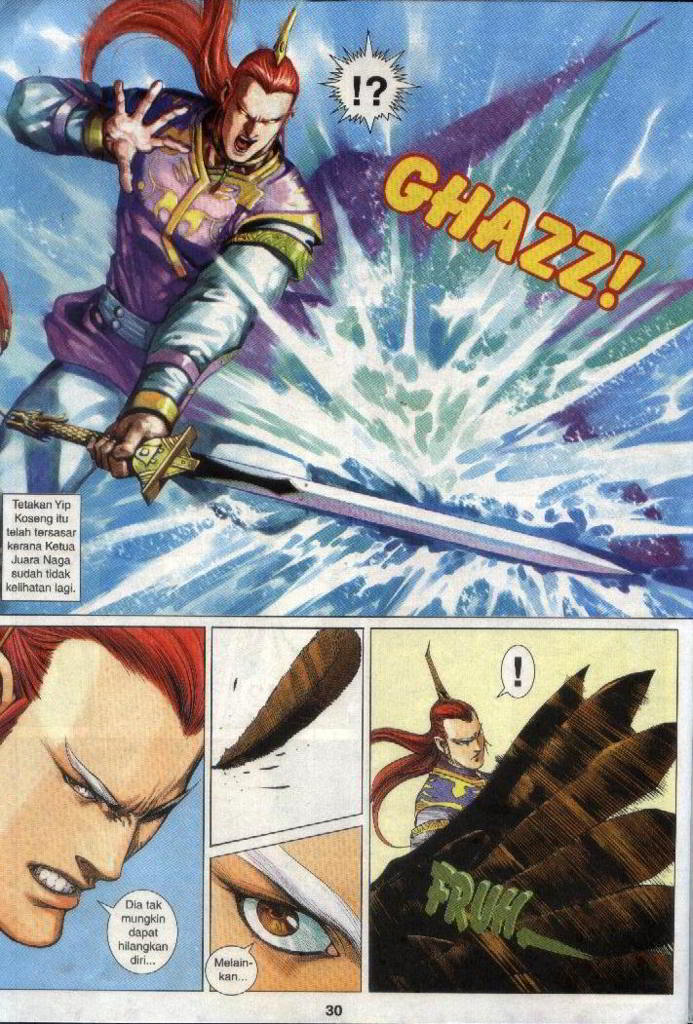 !?
GHAZZ!
Tetakan Yip
Koseng itu
telah tersasar
kerana Ketua
Juara Naga
sudah tidak
kelihatan lagi.
Dia tak
mungkin
dapat
hilangkan
diri...
Melain-
kan...
!
FRUH
30